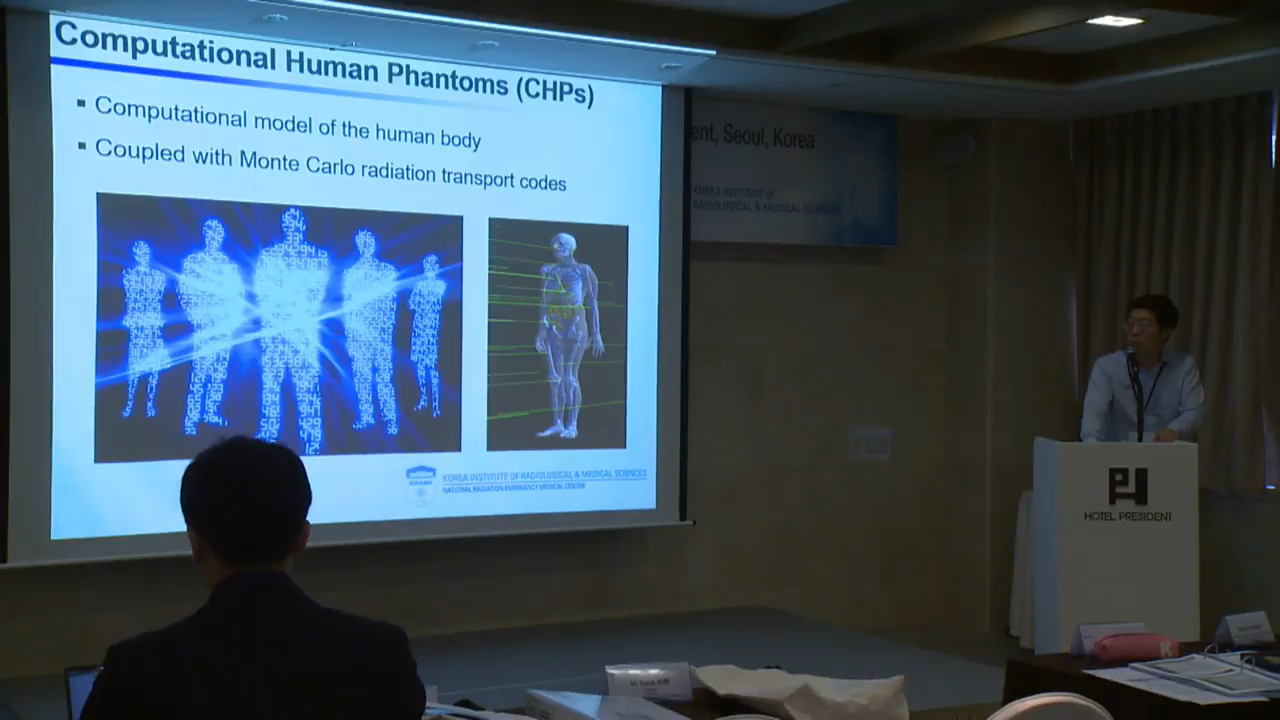 Computational Human Phantoms (CHPs)
▪ Computational model of the human body
▪ Coupled with Monte Carlo radiation transport codes
KOREA INSTITUTE OF RADIOLOGICAL & MEDICAL SCIENCES
NATIONAL RADIATION EMERGENCY MEDICAL CENTER
ent, Seoul, Korea
KOREA INSTITUTE OF
RADIOLOGICAL & MEDICAL SCIENCES
HOTEL PRESIDENT
K